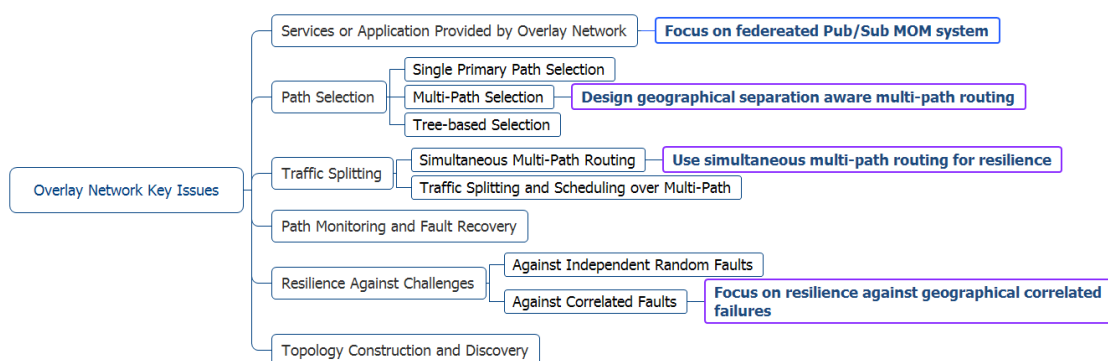 Services or Application Provided by Overlay Network
Focus on federeated Pub/Sub MOM system
Single Primary Path Selection
Path Selection
Multi-Path Selection
Design geographical separation aware multi-path routing
Tree-based Selection
Simultaneous Multi-Path Routing
Use simultaneous multi-path routing for resilience
Traffic Splitting
Traffic Splitting and Scheduling over Multi-Path
Overlay Network Key Issues
Path Monitoring and Fault Recovery
Against Independent Random Faults
Resilience Against Challenges
Against Correlated Faults
Focus on resilience against geographical correlated
failures
Topology Construction and Discovery